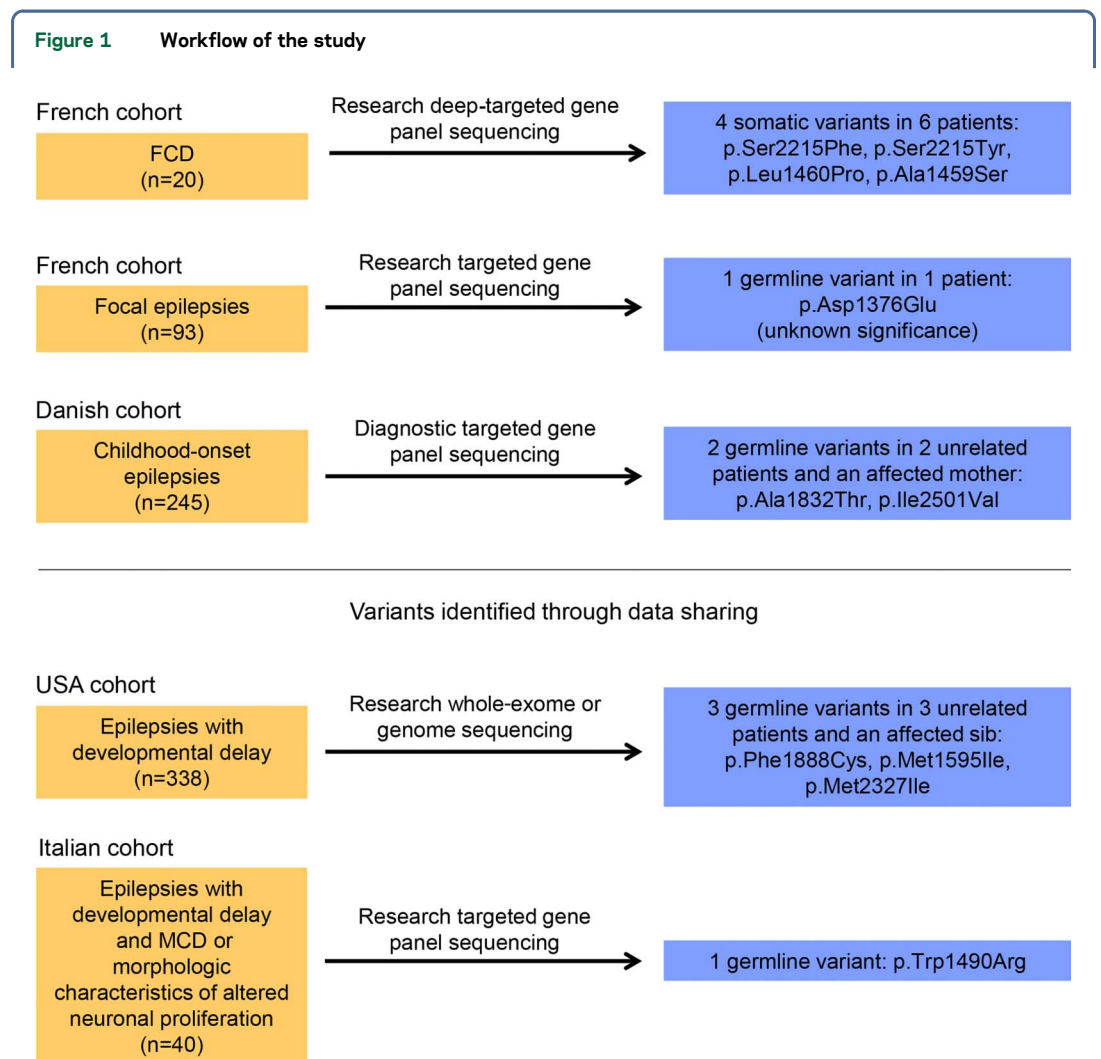 Figure 1 Workflow of the study
French cohort
FCD
(n=20)
Research deep-targeted gene
panel sequencing
4 somatic variants in 6 patients:
p.Ser2215Phe, p.Ser2215Tyr,
p.Leu1460Pro, p.Ala1459Ser
French cohort
Focal epilepsies
(n=93)
Research targeted gene
panel sequencing
1 germline variant in 1 patient:
p.Asp1376Glu
(unknown significance)
Danish cohort
Childhood-onset
epilepsies
(n=245)
Diagnostic targeted gene
panel sequencing
2 germline variants in 2 unrelated
patients and an affected mother:
p.Ala1832Thr, p.Ile2501Val
Variants identified through data sharing
USA cohort
Epilepsies with
developmental delay
(n=338)
Research whole-exome or
genome sequencing
3 germline variants in 3 unrelated
patients and an affected sib:
p.Phe1888Cys, p.Met1595Ile,
p.Met2327Ile
Italian cohort
Epilepsies with
developmental delay
and MCD or
morphologic
characteristics of altered
neuronal proliferation
(n=40)
Research targeted gene
panel sequencing
1 germline variant: p.Trp1490Arg